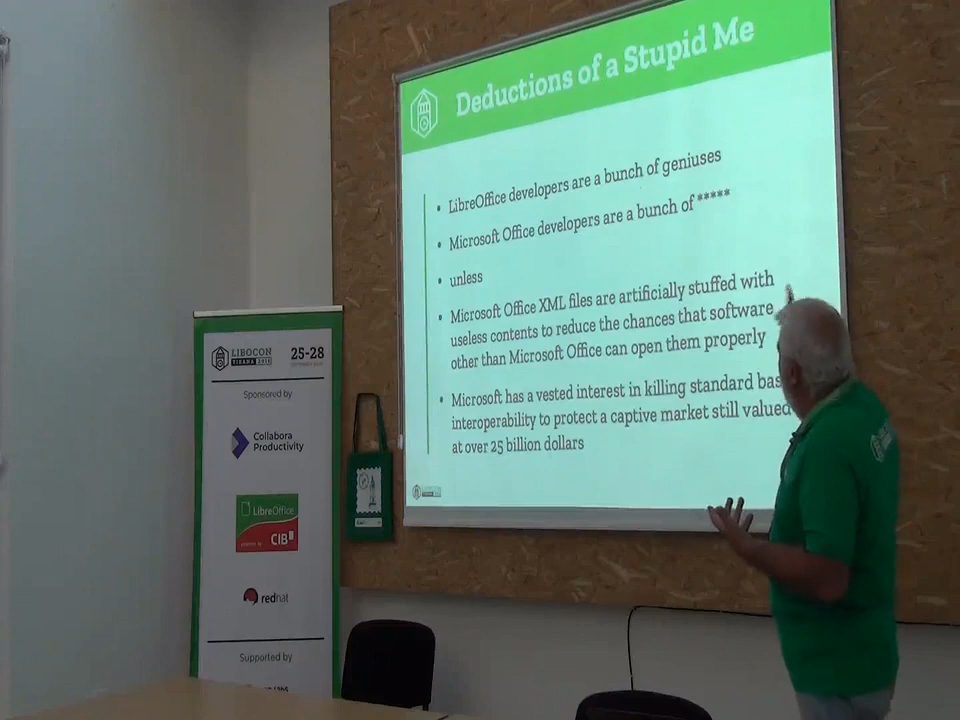 Deductions of a Stupid Me
• LibreOffice developers are a bunch of geniuses
• Microsoft Office developers are a bunch of *****
• unless
• Microsoft Office XML files are artificially stuffed with
useless contents to reduce the chances that software
other than Microsoft Office can open them properly
• Microsoft has a vested interest in killing standard bas
interoperability to protect a captive market still valued
at over 25 billion dollars
LIBOCON
TIRANA 2018
25-28
Sponsored by
Collabora
Productivity
LibreOffice
CIB
redhat
Supported by